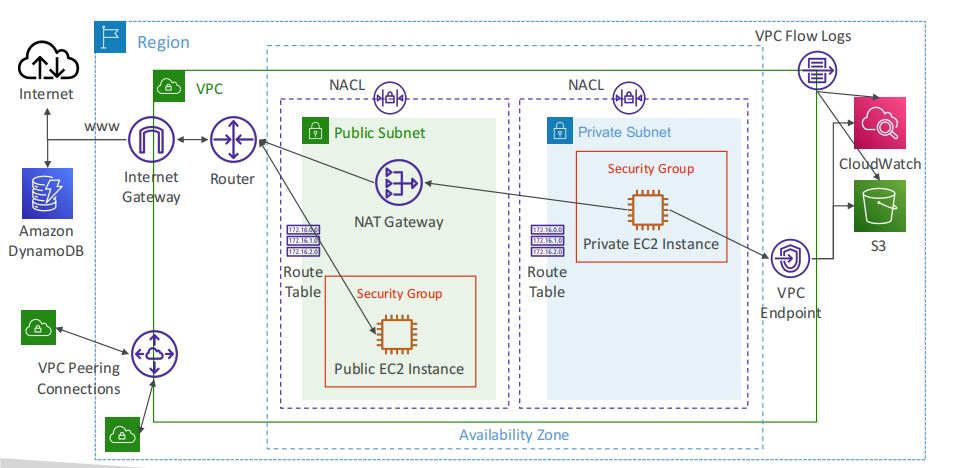 Region
VPC Flow Logs
Internet
VPC
NACL
NACL
www
Public Subnet
Private Subnet
Security Group
CloudWatch
Internet
Gateway
Router
NAT Gateway
Private EC2 Instance
S3
Amazon
DynamoDB
172.16.0.0
172.16.1.0
172.16.2.0
Route
Table
172.16.0.0
172.16.1.0
172.16.2.0
Route
Table
VPC
Endpoint
Security Group
Public EC2 Instance
VPC Peering
Connections
Availability Zone